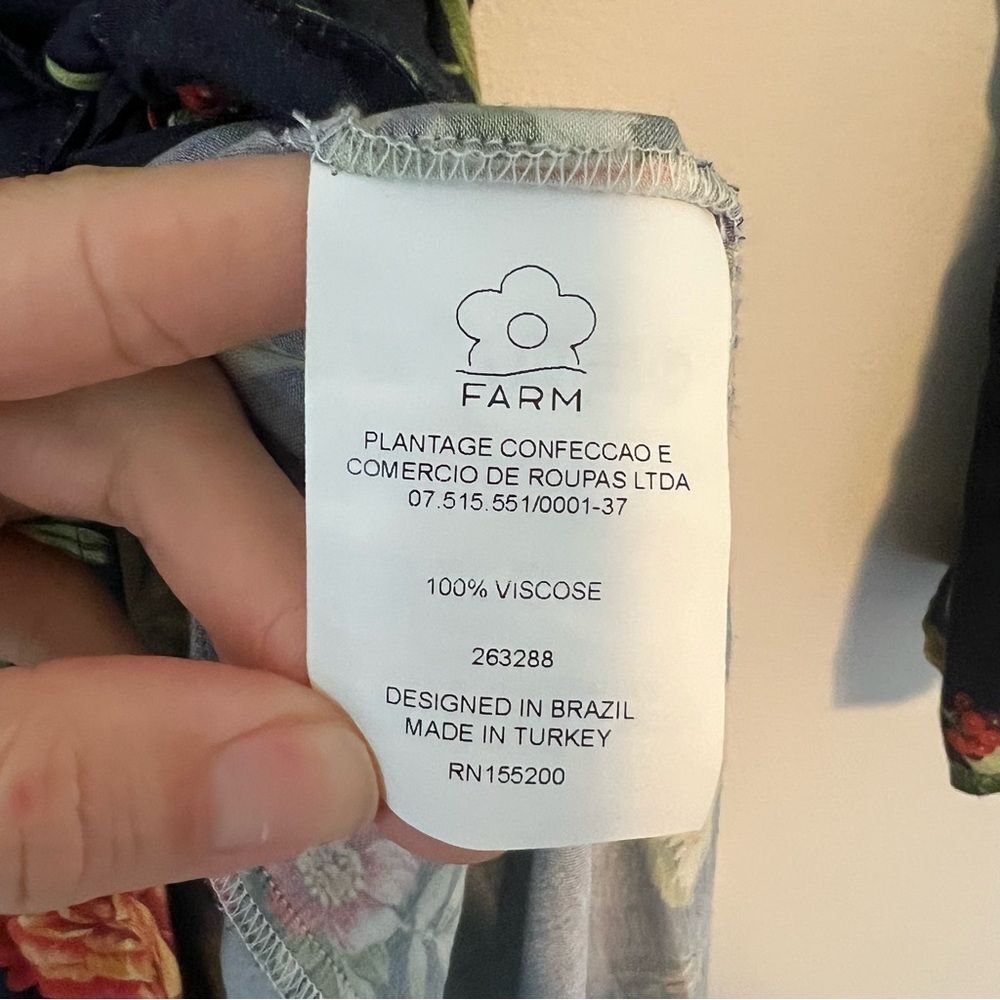 FARM
PLANTAGE CONFECCAO E
COMERCIO DE ROUPAS LTDA
07.515.551/0001-37
100% VISCOSE
263288
DESIGNED IN BRAZIL
MADE IN TURKEY
RN155200